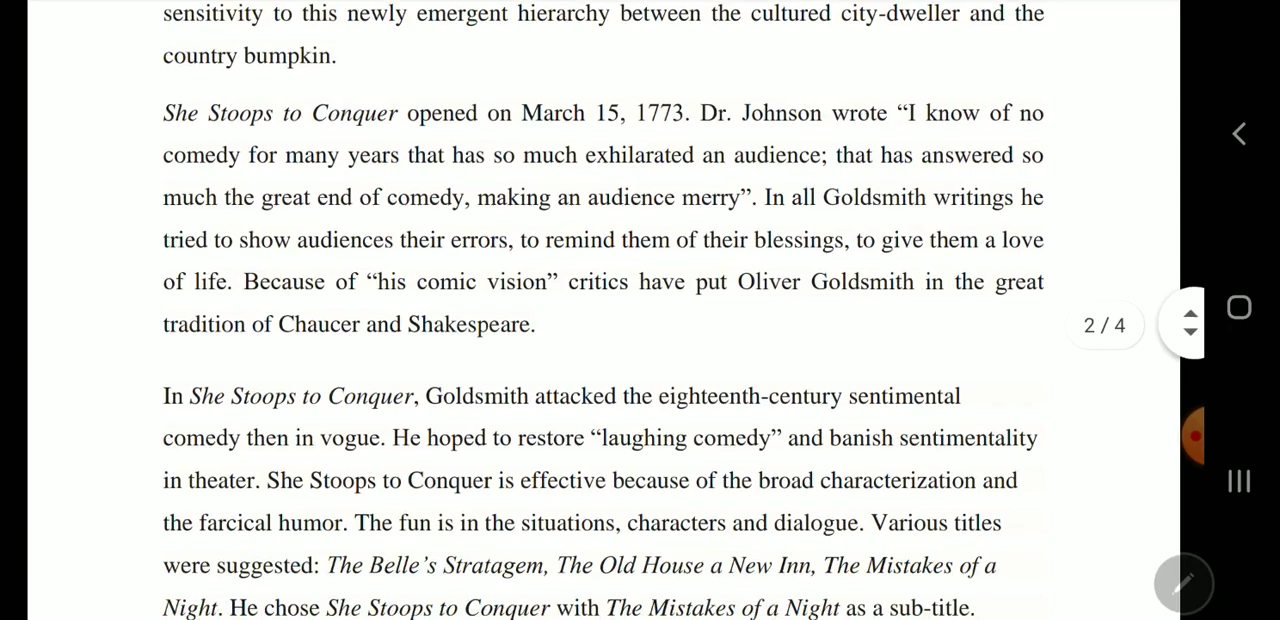 sensitivity to this newly emergent hierarchy between the cultured city-dweller and the
country bumpkin.
She Stoops to Conquer opened on March 15, 1773. Dr. Johnson wrote “I know of no
comedy for many years that has so much exhilarated an audience; that has answered so
much the great end of comedy, making an audience merry”. In all Goldsmith writings he
tried to show audiences their errors, to remind them of their blessings, to give them a love
of life. Because of “his comic vision” critics have put Oliver Goldsmith in the great
tradition of Chaucer and Shakespeare.
2 / 4
In She Stoops to Conquer, Goldsmith attacked the eighteenth-century sentimental
comedy then in vogue. He hoped to restore “laughing comedy” and banish sentimentality
in theater. She Stoops to Conquer is effective because of the broad characterization and
the farcical humor. The fun is in the situations, characters and dialogue. Various titles
were suggested: The Belle’s Stratagem, The Old House a New Inn, The Mistakes of a
Night. He chose She Stoops to Conquer with The Mistakes of a Night as a sub-title.